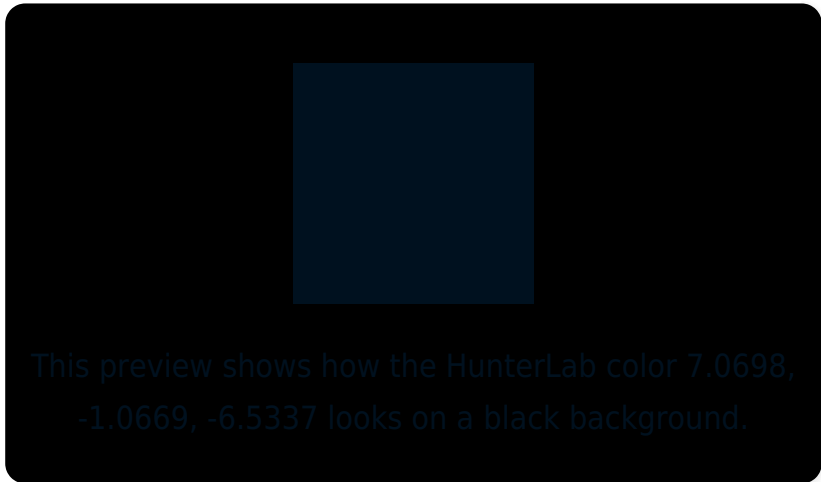 This preview shows how the HunterLab color 7.0698,
-1.0669, -6.5337 looks on a black background.